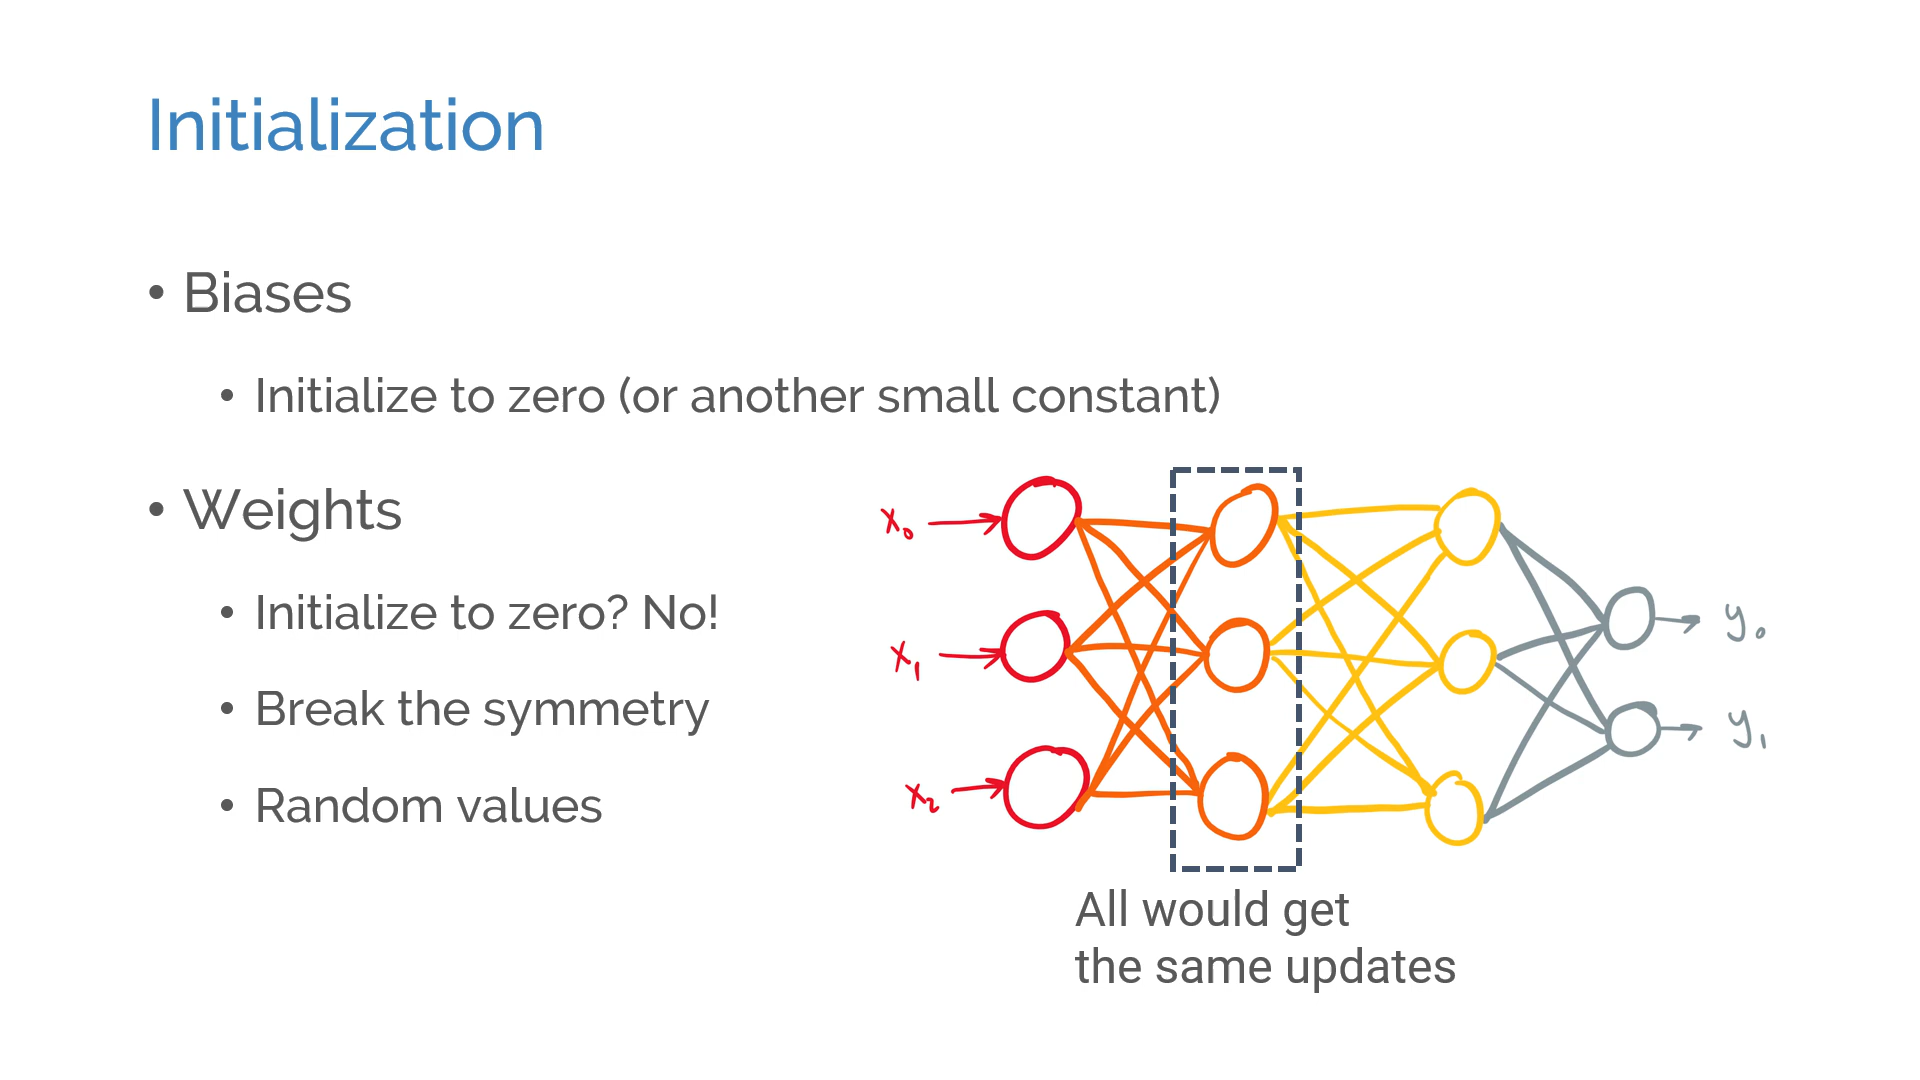 Initialization
• Biases
• Initialize to zero (or another small constant)
• Weights
• Initialize to zero? No!
• Break the symmetry
• Random values
x₀
x₁
x₂
y₀
y₁
All would get
the same updates